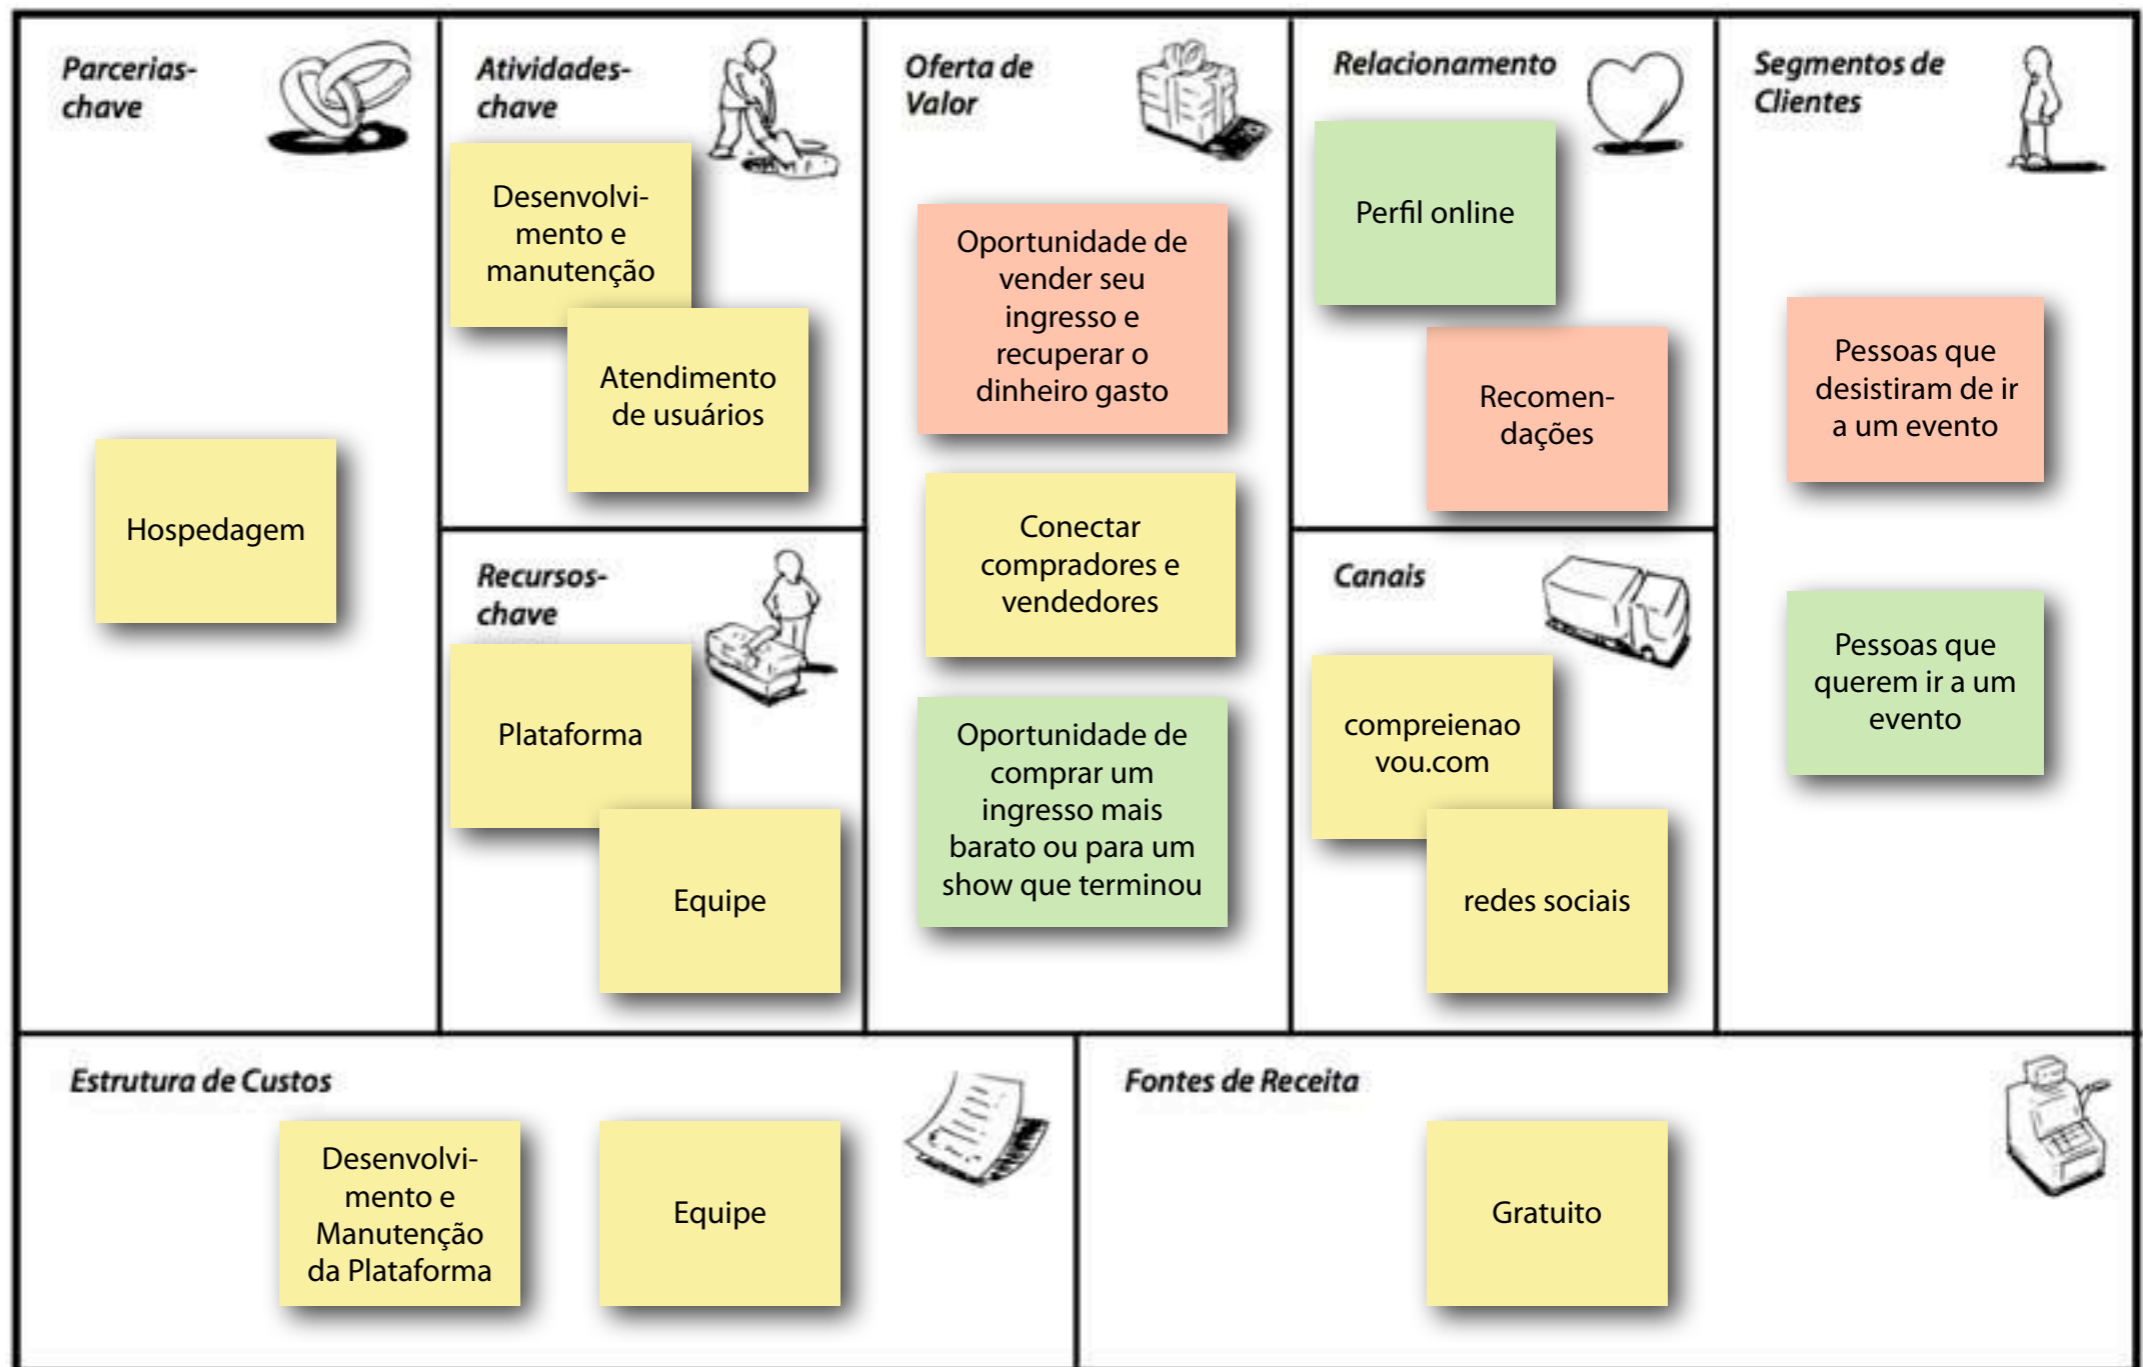 Parcerias-
chave
Hospedagem
Atividades-
chave
Desenvolvi-
mento e
manutenção
Atendimento
de usuários
Recursos-
chave
Plataforma
Equipe
Oferta de
Valor
Oportunidade de
vender seu
ingresso e
recuperar o
dinheiro gasto
Conectar
compradores e
vendedores
Oportunidade de
comprar um
ingresso mais
barato ou para um
show que terminou
Relacionamento
Perfil online
Recomen-
dações
Canais
compreienao
vou.com
redes sociais
Segmentos de
Clientes
Pessoas que
desistiram de ir
a um evento
Pessoas que
querem ir a um
evento
Estrutura de Custos
Desenvolvi-
mento e
Manutenção
da Plataforma
Equipe
Fontes de Receita
Gratuito